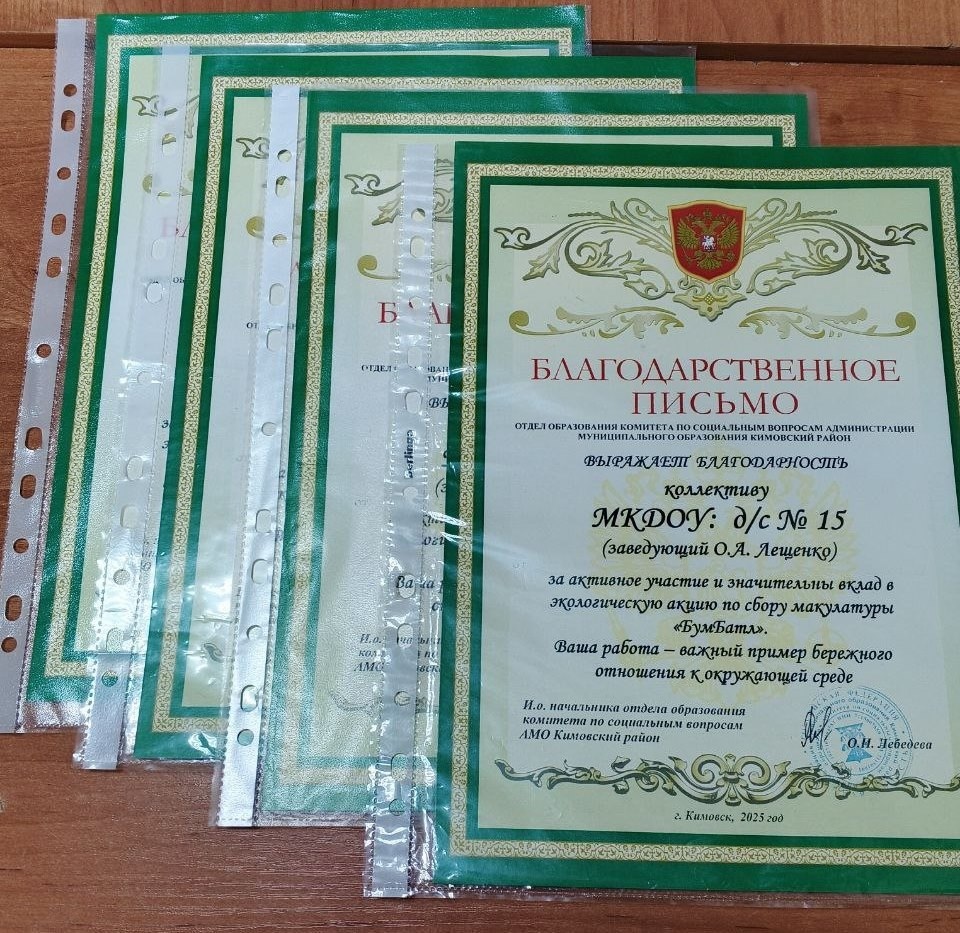 БЛАГОДАРСТВЕННОЕ
ПИСЬМО
ОТДЕЛ ОБРАЗОВАНИЯ КОМИТЕТА ПО СОЦИАЛЬНЫМ ВОПРОСАМ АДМИНИСТРАЦИИ
МУНИЦИПАЛЬНОГО ОБРАЗОВАНИЯ КИМОВСКИЙ РАЙОН
ВЫРАЖАЕТ БЛАГОДАРНОСТЬ
коллективу
МКДОУ: д/с № 15
(заведующий О.А. Лещенко)
за активное участие и значительны вклад в
экологическую акцию по сбору макулатуры
«БумБатл».
Ваша работа – важный пример бережного
отношения к окружающей среде
И.о. начальника отдела образования
комитета по социальным вопросам
АМО Кимовский район
О.И. Лебедева
г. Кимовск, 2025 год
berlingo